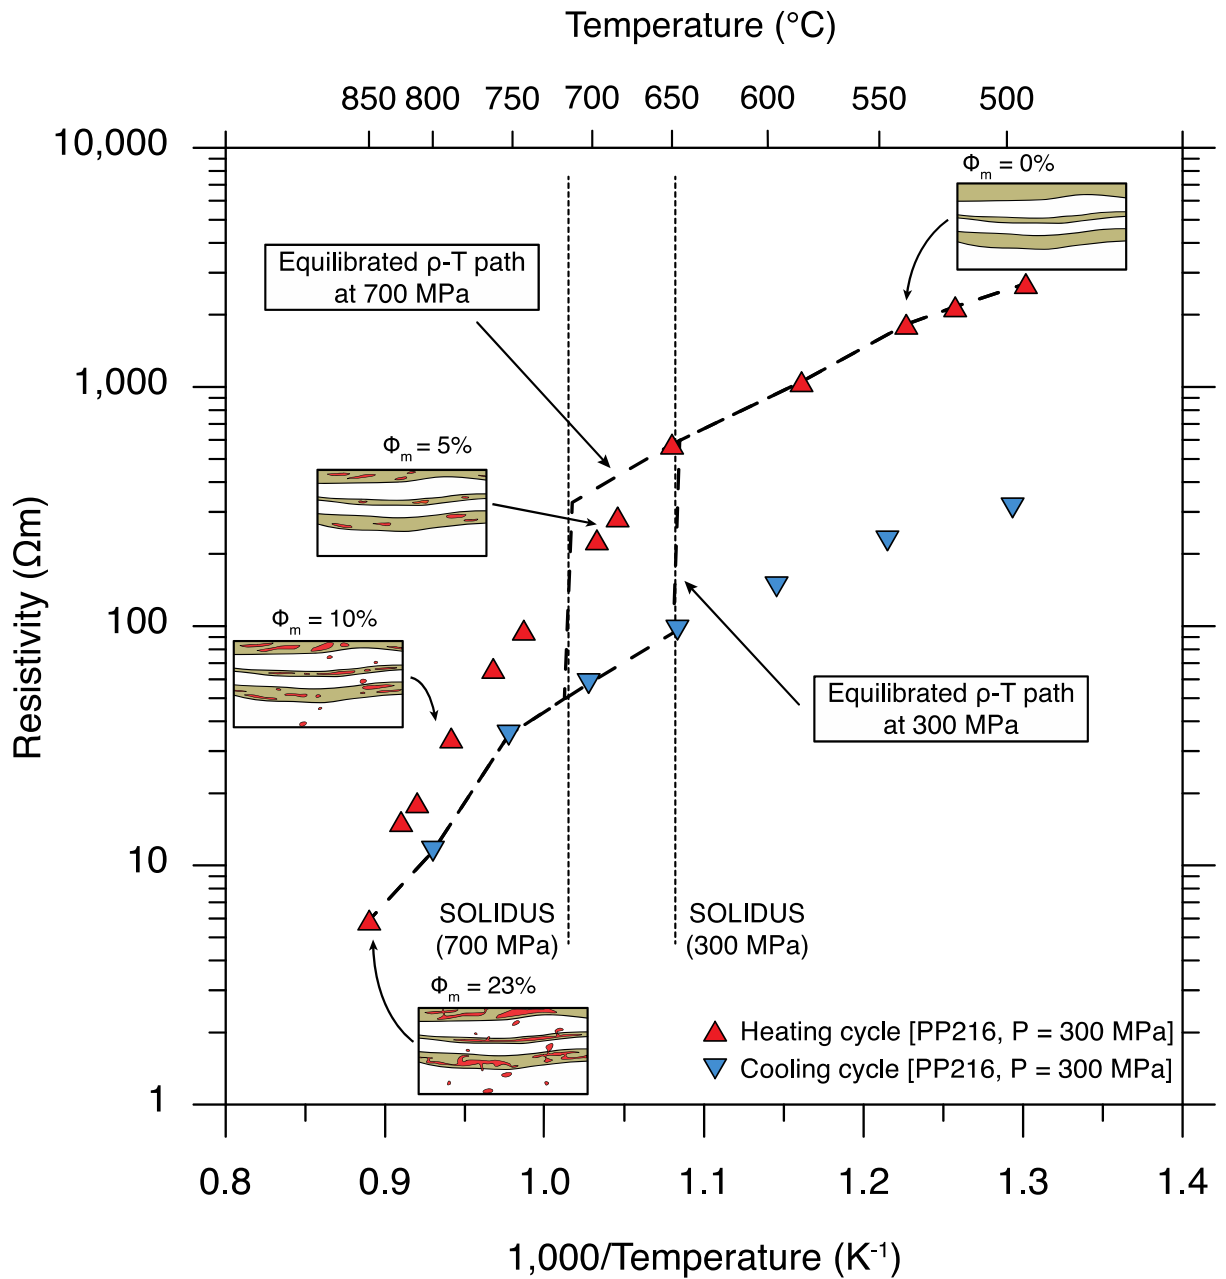 Temperature (°C)
850 800 750 700 650 600 550 500
10,000
Φm = 0%
Equilibrated ρ-T path
at 700 MPa
1,000
Φm = 5%
100
Φm = 10%
Equilibrated ρ-T path
at 300 MPa
Resistivity (Ωm)
10
SOLIDUS
(700 MPa)
SOLIDUS
(300 MPa)
Φm = 23%
Heating cycle [PP216, P = 300 MPa]
Cooling cycle [PP216, P = 300 MPa]
1
0.8 0.9 1.0 1.1 1.2 1.3 1.4
1,000/Temperature (K-1)